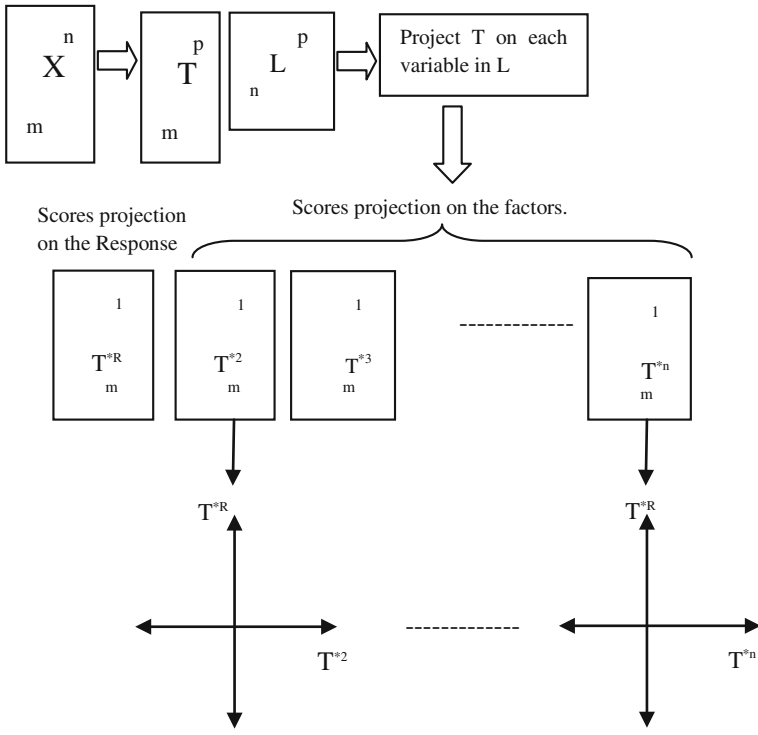 n
X
m
p
T
m
p
L
n
Project T on each
variable in L
Scores projection
on the Response
Scores projection on the factors.
1
T*R
m
1
T*2
m
1
T*3
m
1
T*n
m
T*R
T*2
T*R
T*n